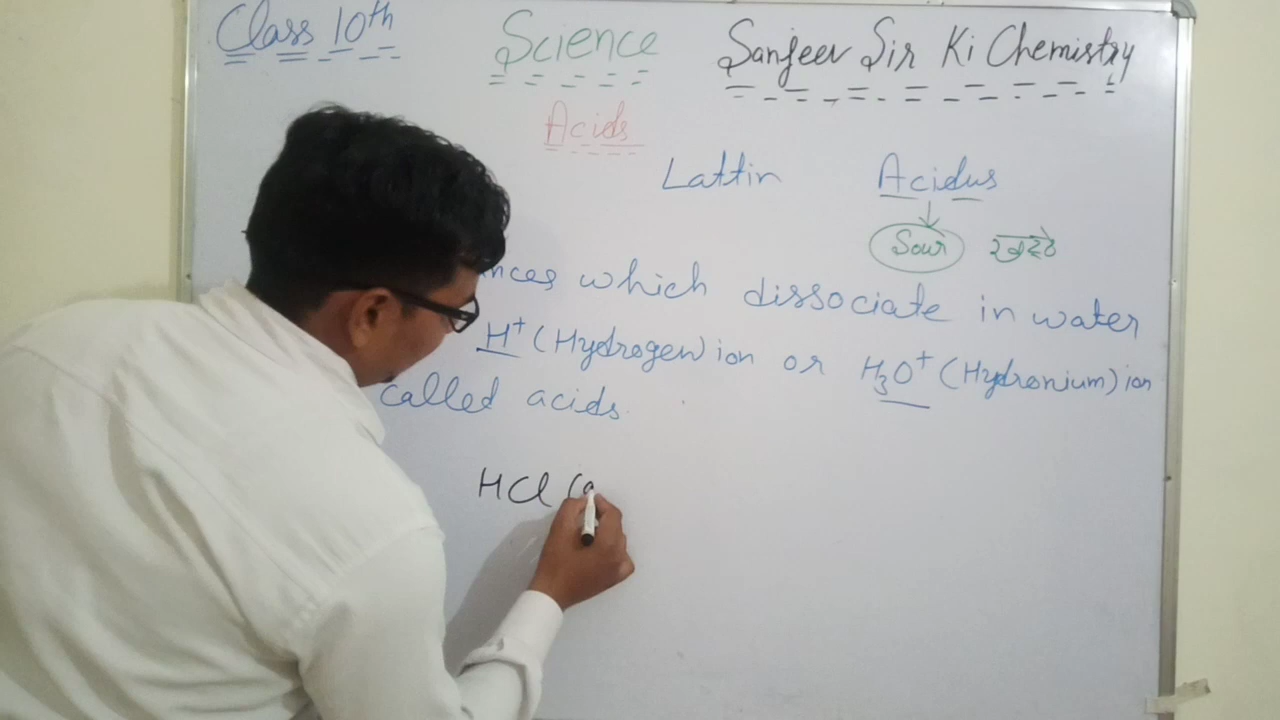 Class 10th Science Sanjeev Sir Ki Chemistry
Acids
Lattin Acidus
Sour
nces which dissociate in water
H⁺ (Hydrogen) ion or H₃O⁺ (Hydronium) ion
called acids.
HCl (a